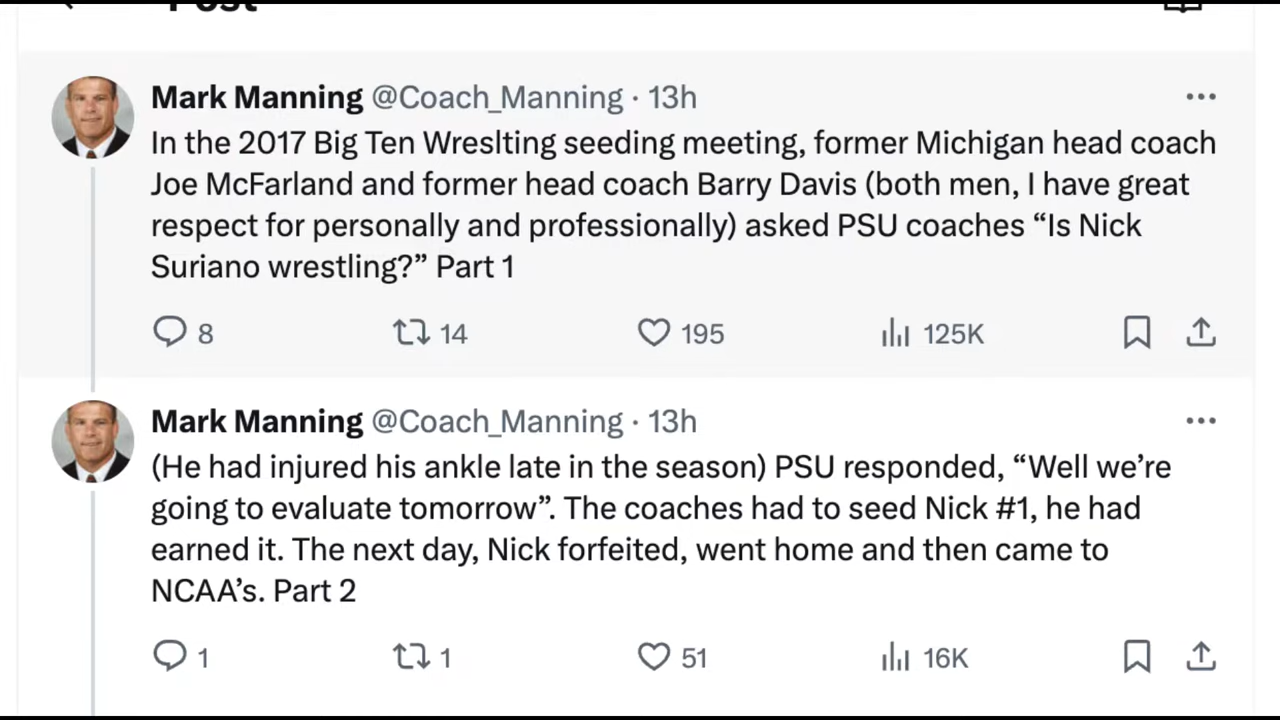 Post
Mark Manning @Coach_Manning · 13h
In the 2017 Big Ten Wreslting seeding meeting, former Michigan head coach
Joe McFarland and former head coach Barry Davis (both men, I have great
respect for personally and professionally) asked PSU coaches “Is Nick
Suriano wrestling?” Part 1
8 14 195 125K
Mark Manning @Coach_Manning · 13h
(He had injured his ankle late in the season) PSU responded, “Well we’re
going to evaluate tomorrow”. The coaches had to seed Nick #1, he had
earned it. The next day, Nick forfeited, went home and then came to
NCAA’s. Part 2
1 1 51 16K